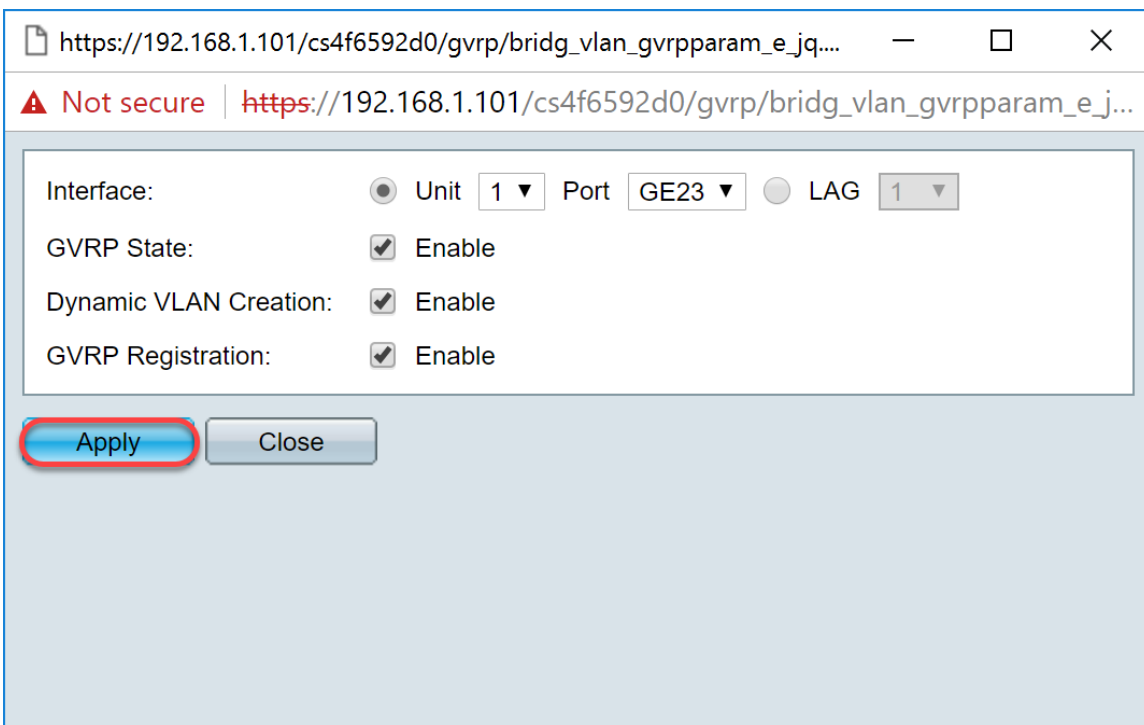 https://192.168.1.101/cs4f6592d0/gvrp/bridg_vlan_gvrpparam_e_jq....
Not secure https://192.168.1.101/cs4f6592d0/gvrp/bridg_vlan_gvrpparam_e_j...
Interface: Unit 1 Port GE23 LAG 1
GVRP State: Enable
Dynamic VLAN Creation: Enable
GVRP Registration: Enable
Apply Close